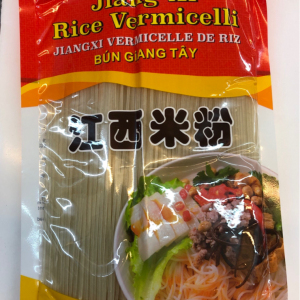 Rice Vermicelli
JIANGXI VERMICELLE DE RIZ
BÚN GIANG TÂY
江西米粉